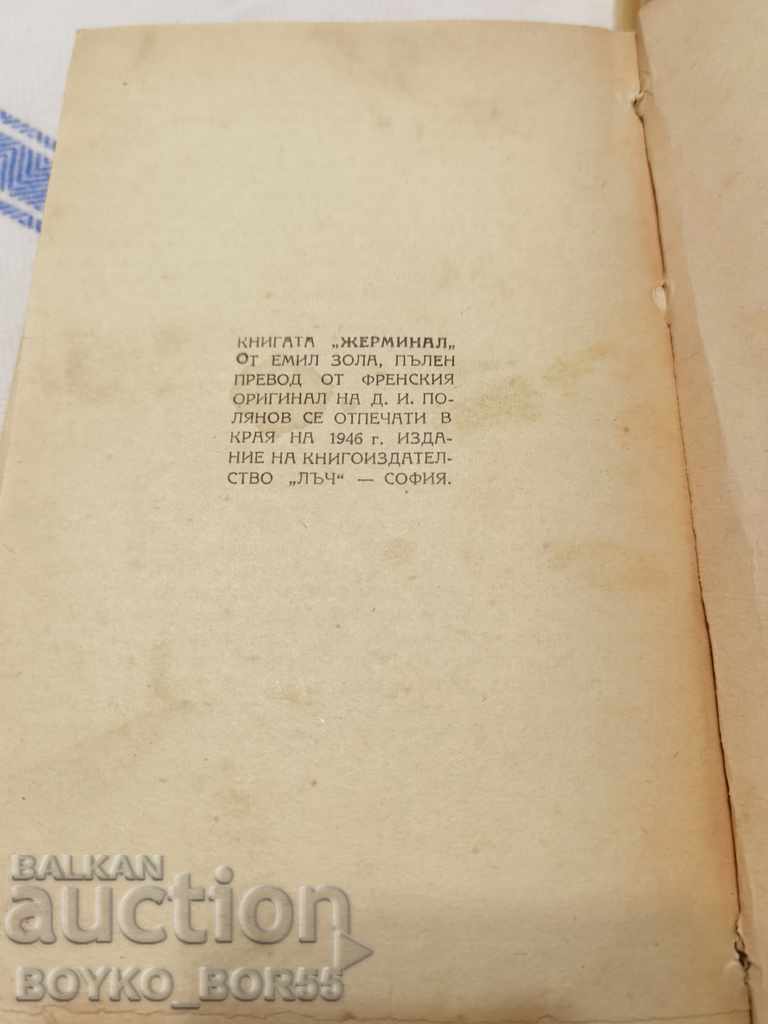 КНИГАТА „ЖЕРМИНАЛ„
ОТ ЕМИЛ ЗОЛА, ПЪЛЕН
ПРЕВОД ОТ ФРЕНСКИЯ
ОРИГИНАЛ НА Д. И. ПО-
ЛЯНОВ СЕ ОТПЕЧАТИ В
КРАЯ НА 1946 г. ИЗДА-
НИЕ НА КНИГОИЗДАТЕЛ-
СТВО „ЛЪЧ“ — СОФИЯ.
BALKAN
auction
BOYKO_BOR55